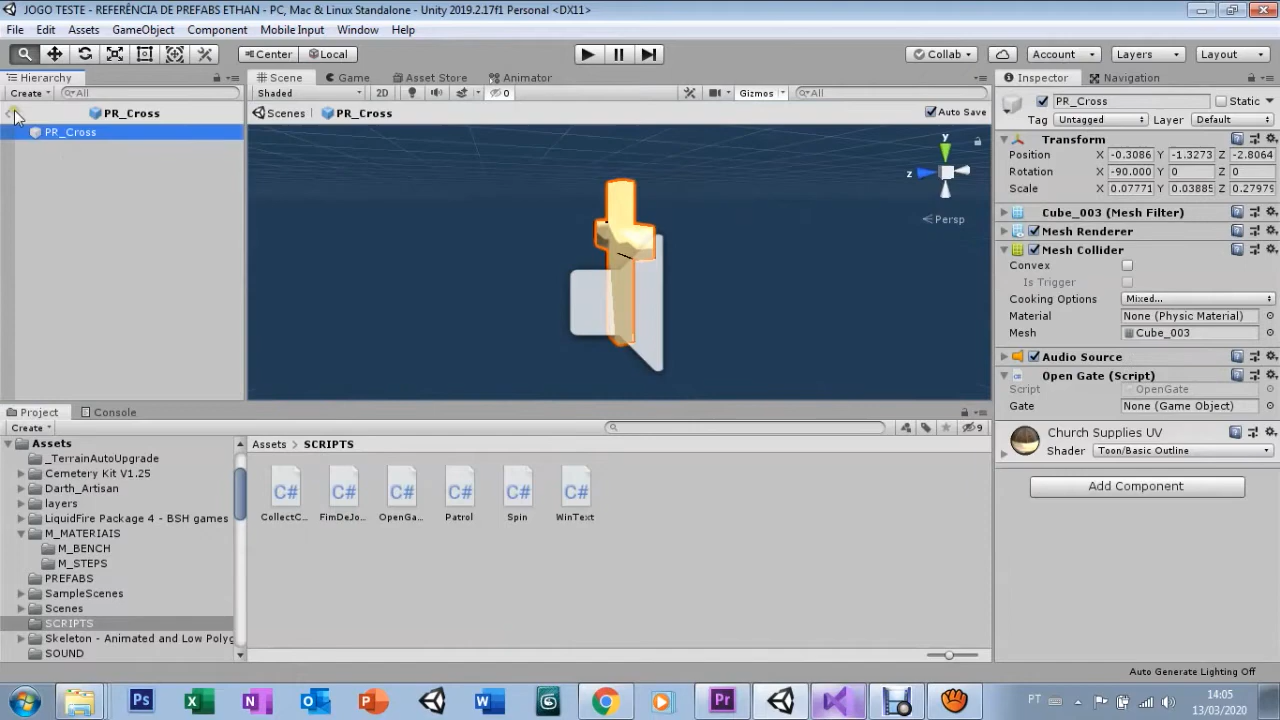 JOGO TESTE - REFERÊNCIA DE PREFABS ETHAN - PC, Mac & Linux Standalone - Unity 2019.2.17f1 Personal <DX11>
File Edit Assets GameObject Component Mobile Input Window Help
Center Local Collab Account Layers Layout
Hierarchy Scene Game Asset Store Animator Inspector Navigation
Create All Shaded 2D 0 Gizmos All
PR_Cross Static
Tag Untagged Layer Default
PR_Cross Scenes PR_Cross Auto Save
PR_Cross
Transform
Position X -0.3086 Y -1.3273 Z -2.8064
Rotation X -90.000 Y 0 Z 0
Scale X 0.07771 Y 0.03885 Z 0.27979
y
z
Persp
Cube_003 (Mesh Filter)
Mesh Renderer
Mesh Collider
Convex
Is Trigger
Cooking Options Mixed...
Material None (Physic Material)
Mesh Cube_003
Audio Source
Open Gate (Script)
Script OpenGate
Gate None (Game Object)
Church Supplies UV
Shader Toon/Basic Outline
Add Component
Project Console
Create 9
Assets
_TerrainAutoUpgrade
Cemetery Kit V1.25
Darth_Artisan
layers
LiquidFire Package 4 - BSH games
M_MATERIAIS
M_BENCH
M_STEPS
PREFABS
SampleScenes
Scenes
SCRIPTS
Skeleton - Animated and Low Polyg
SOUND
Assets SCRIPTS
C# C# C# C# C# C#
CollectC... FimDeJo... OpenGa... Patrol Spin WinText
Auto Generate Lighting Off
Ps Pr
PT 14:05
13/03/2020